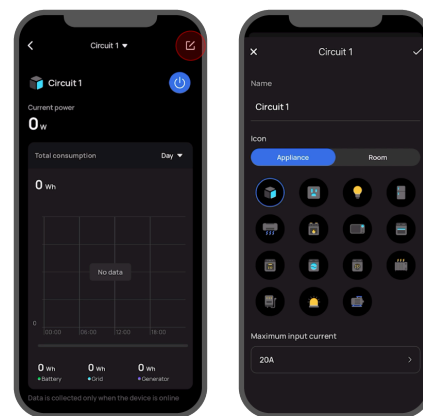 Circuit 1 ▼
Circuit 1
Current power
0 W
Total consumption
Day ▼
0 Wh
No data
0
00:00 06:00 12:00 18:00
0 Wh 0 Wh 0 Wh
Battery Grid Generator
Data is collected only when the device is online
Circuit 1
Name
Circuit 1
Icon
Appliance Room
Maximum input current
20A